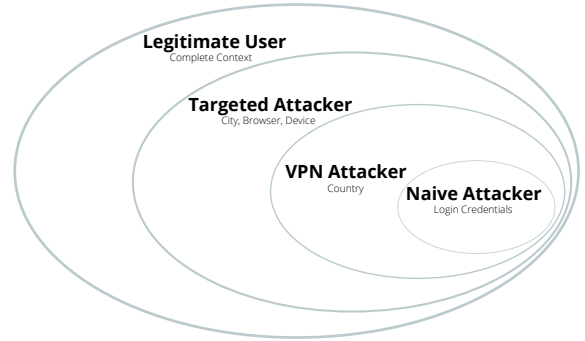 Legitimate User
Complete Context
Targeted Attacker
City, Browser, Device
VPN Attacker
Country
Naive Attacker
Login Credentials